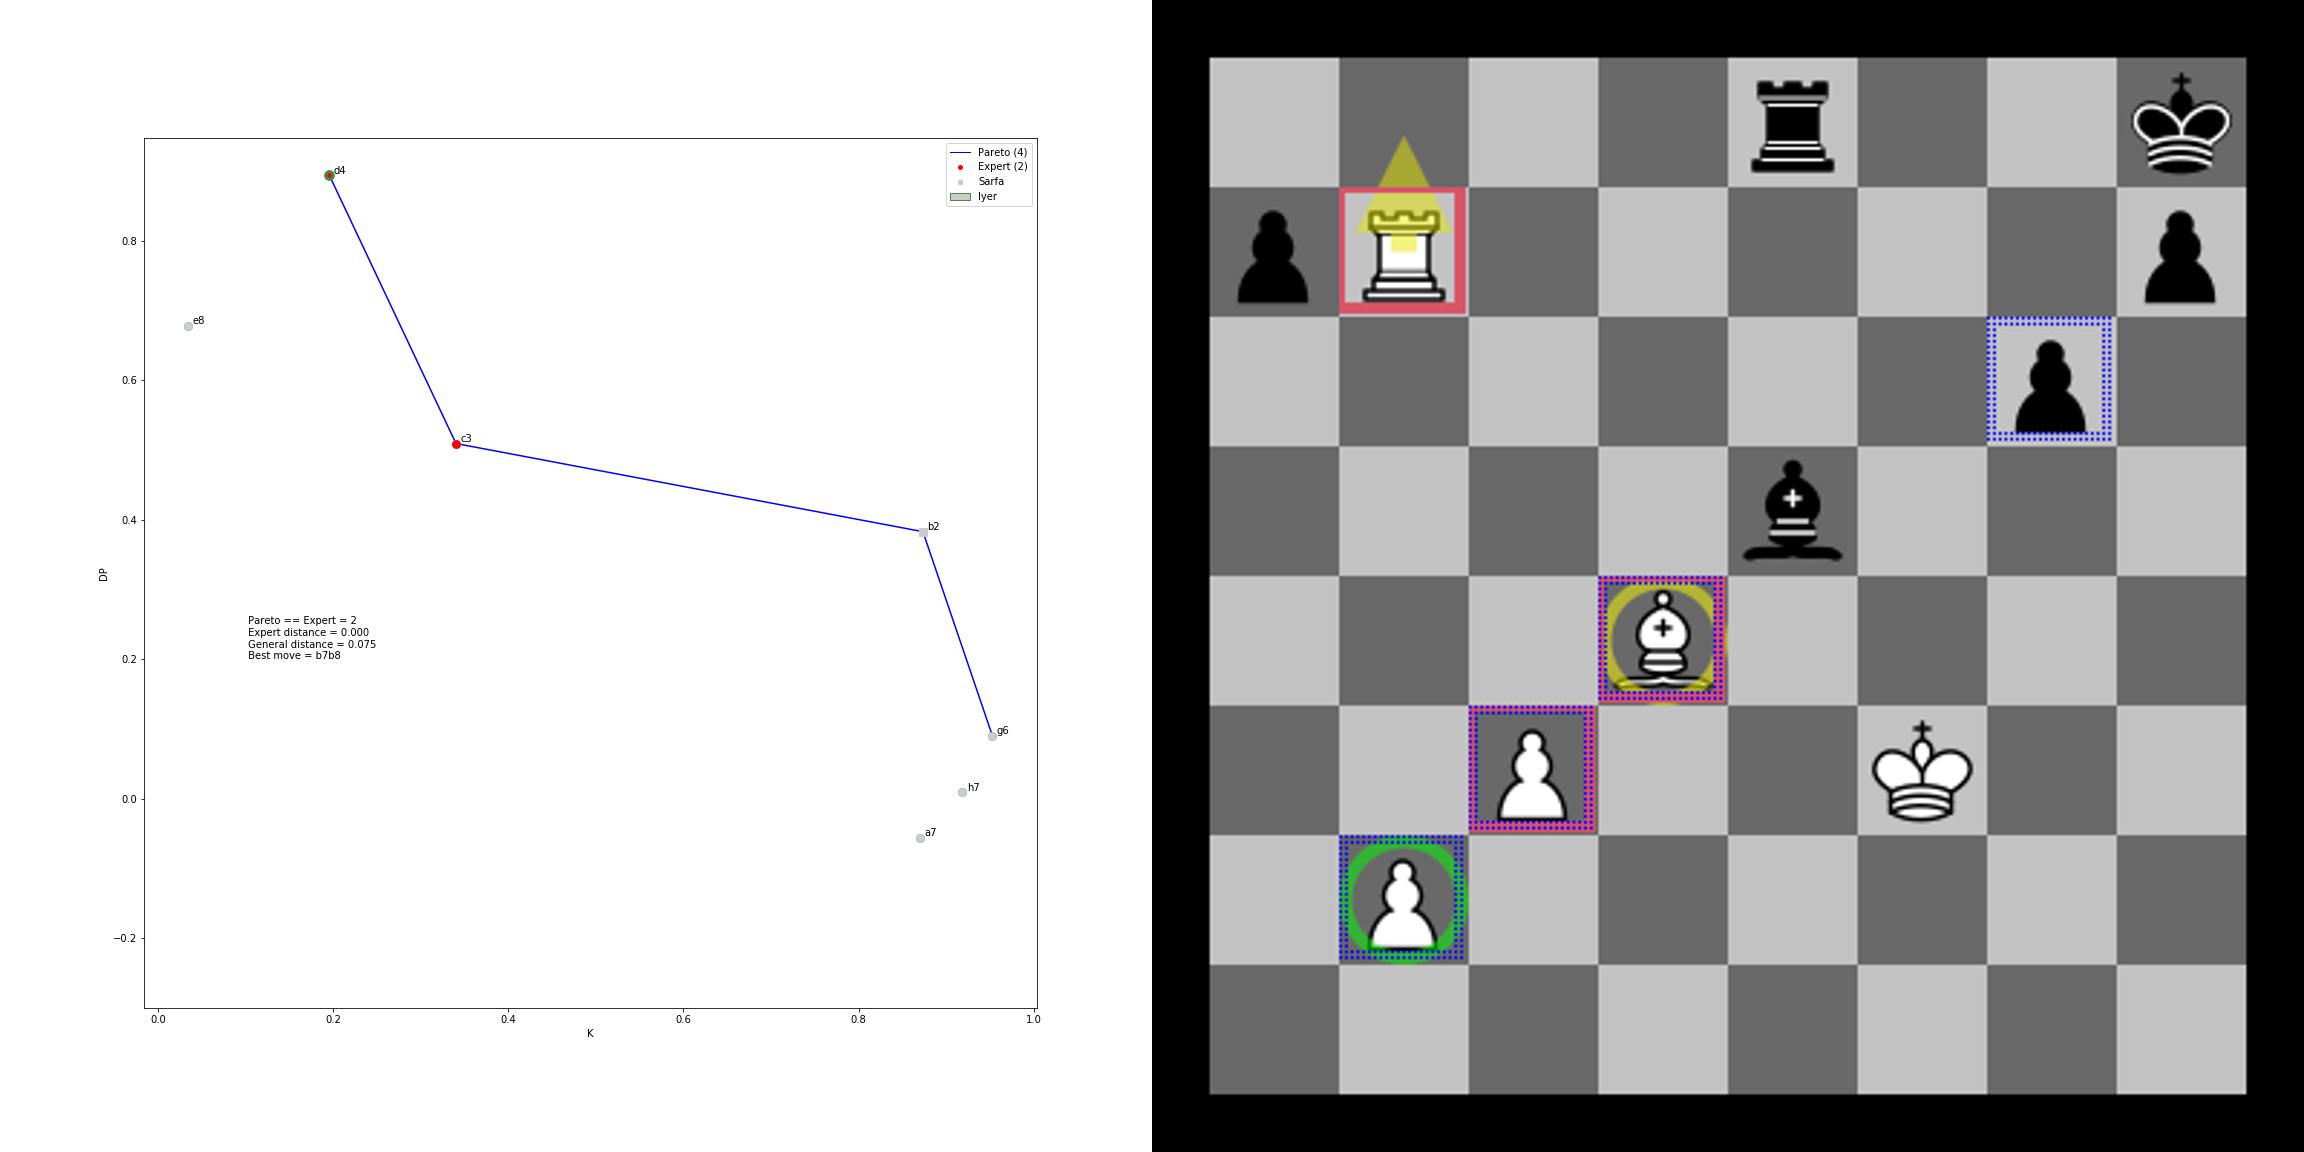 Pareto (4)
Expert (2)
Sarfa
Iyer
d4
e8
c3
b2
g6
h7
a7
Pareto == Expert = 2
Expert distance = 0.000
General distance = 0.075
Best move = b7b8
0.8
0.6
0.4
0.2
0.0
−0.2
DP
0.0 0.2 0.4 0.6 0.8 1.0
K